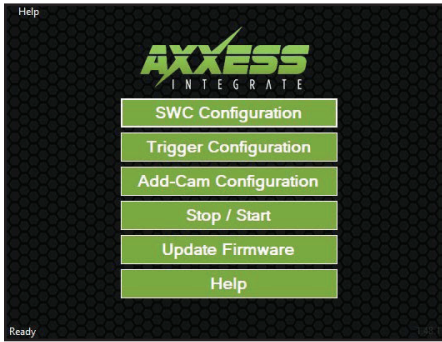 Help
AXXESS
INTEGRATE
SWC Configuration
Trigger Configuration
Add-Cam Configuration
Stop / Start
Update Firmware
Help
Ready